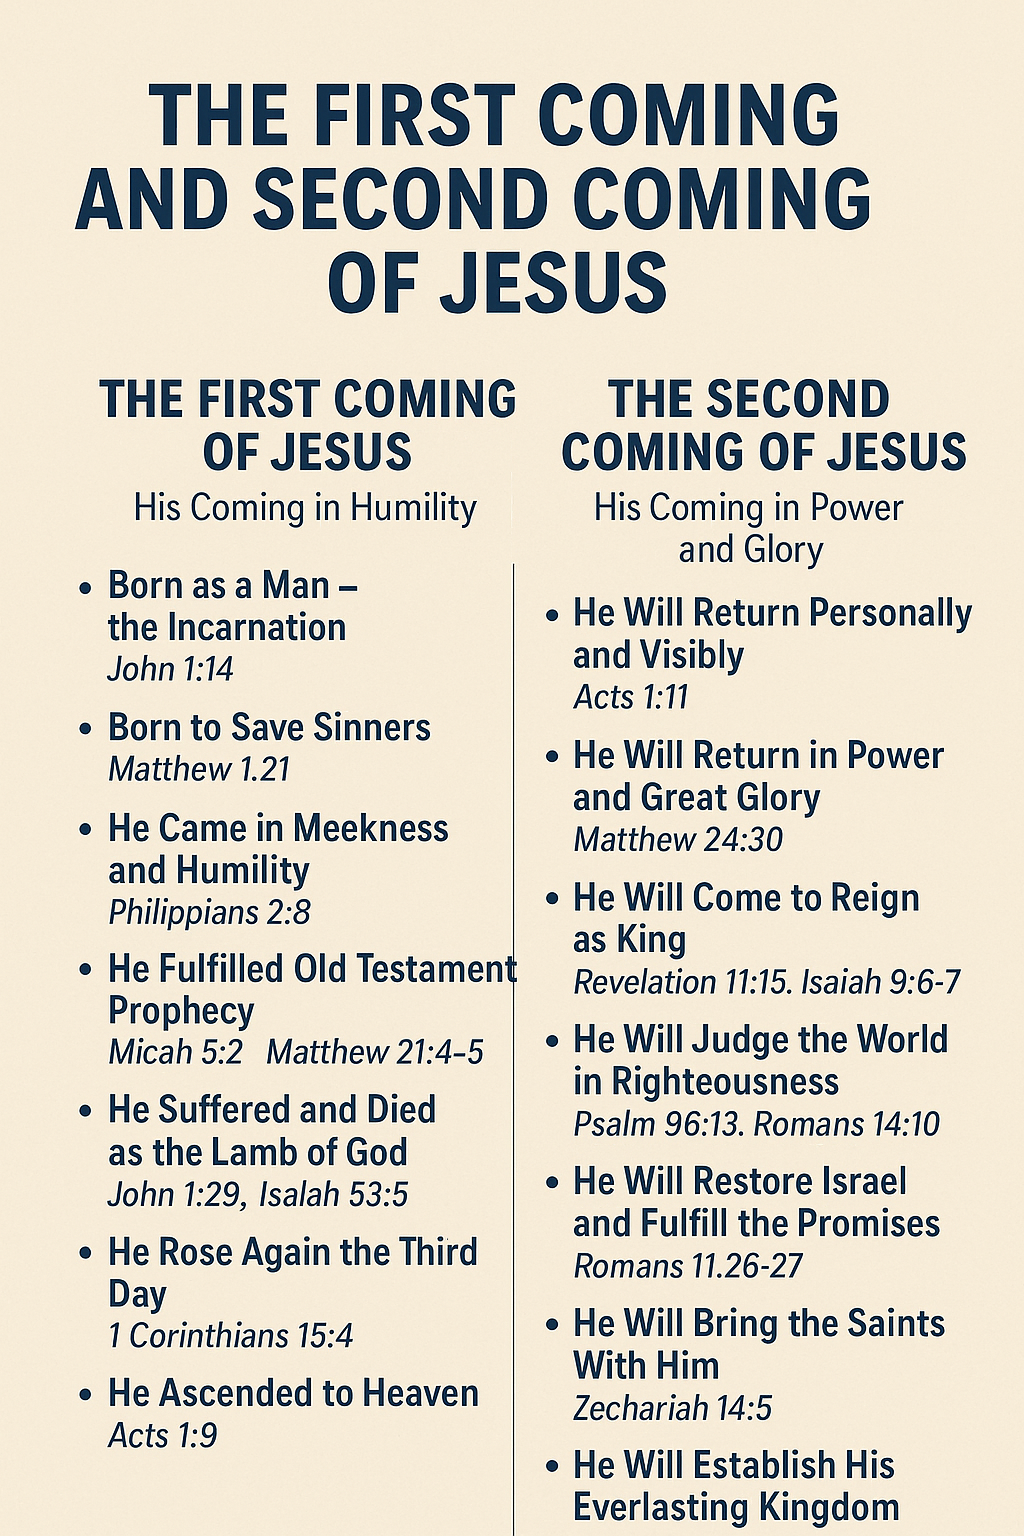 THE FIRST COMING
AND SECOND COMING
OF JESUS
THE FIRST COMING
OF JESUS
His Coming in Humility
• Born as a Man –
the Incarnation
John 1:14
• Born to Save Sinners
Matthew 1.21
• He Came in Meekness
and Humility
Philippians 2:8
• He Fulfilled Old Testament
Prophecy
Micah 5:2 Matthew 21:4–5
• He Suffered and Died
as the Lamb of God
John 1:29, Isalah 53:5
• He Rose Again the Third
Day
1 Corinthians 15:4
• He Ascended to Heaven
Acts 1:9
THE SECOND
COMING OF JESUS
His Coming in Power
and Glory
• He Will Return Personally
and Visibly
Acts 1:11
• He Will Return in Power
and Great Glory
Matthew 24:30
• He Will Come to Reign
as King
Revelation 11:15. Isaiah 9:6-7
• He Will Judge the World
in Righteousness
Psalm 96:13. Romans 14:10
• He Will Restore Israel
and Fulfill the Promises
Romans 11.26-27
• He Will Bring the Saints
With Him
Zechariah 14:5
• He Will Establish His
Everlasting Kingdom